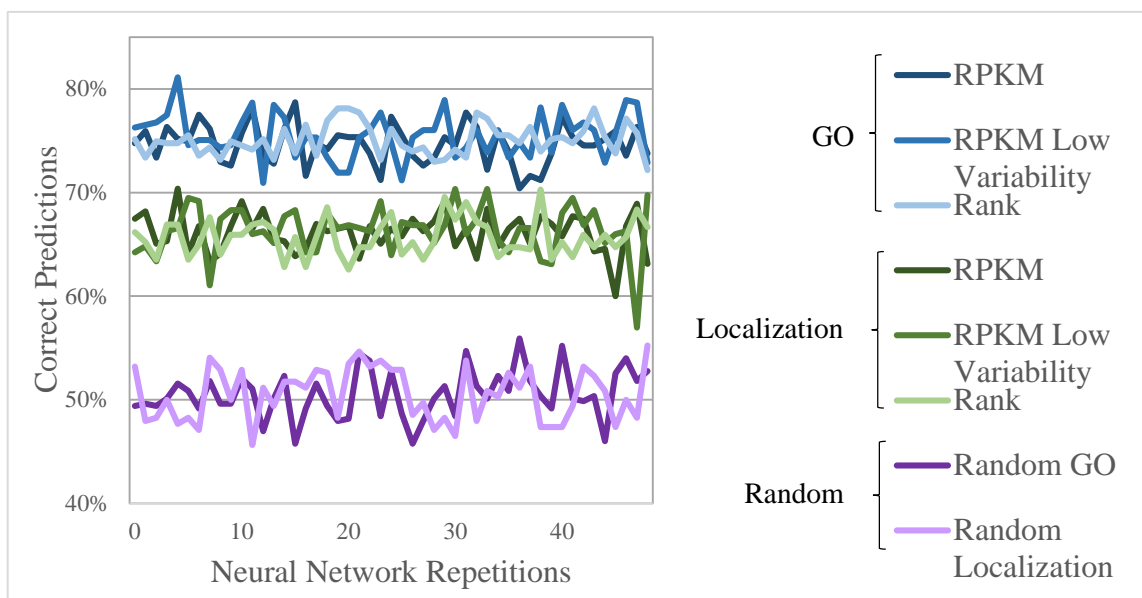 80%
70%
60%
50%
40%
Correct Predictions
0
10
20
30
40
Neural Network Repetitions
GO
RPKM
RPKM Low
Variability
Rank
Localization
RPKM
RPKM Low
Variability
Rank
Random
Random GO
Random
Localization